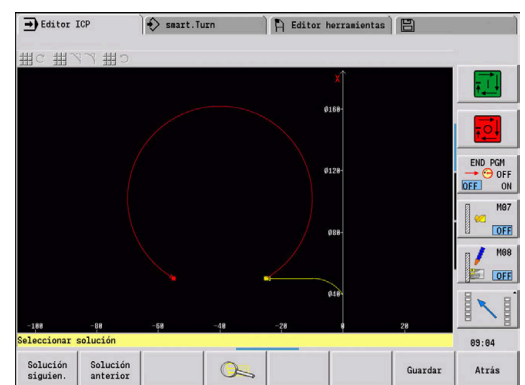 Editor ICP
smart.Turn
Editor herramientas
X
Ø160
Ø120
Ø80
Ø40
-100 -80 -60 -40 -20 0 20
Seleccionar solución
Solución siguien.
Solución anterior
Guardar
Atrás
END PGM
OFF
OFF ON
M07
OFF
M08
OFF
09:04